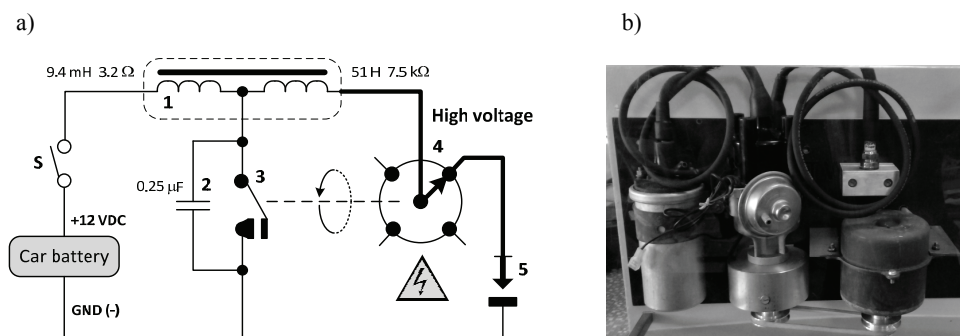 a)
b)
9.4 mH 3.2 Ω
51 H 7.5 kΩ
1
High voltage
4
S
0.25 µF
2
3
+12 VDC
Car battery
5
GND (-)